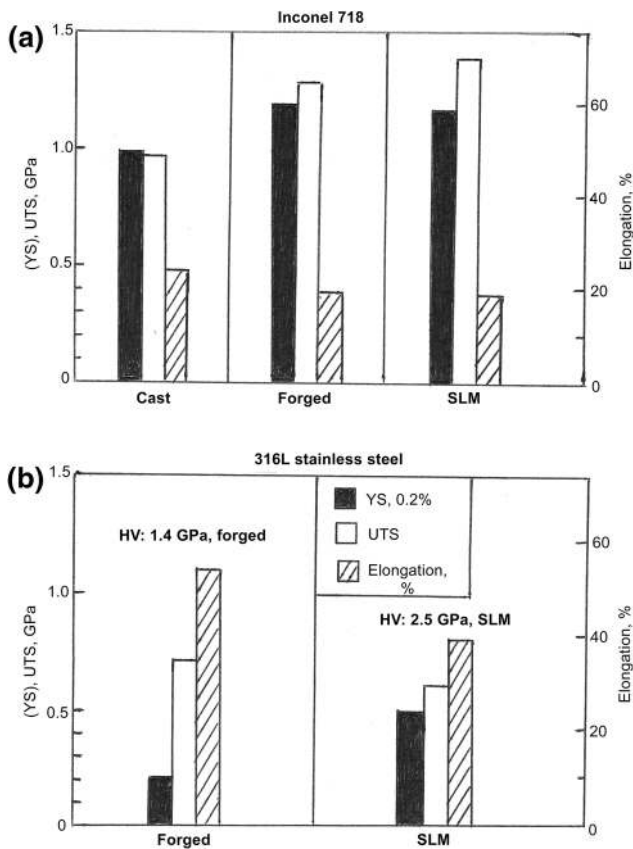 Inconel 718
(a)
1.5
1.0
0.5
0
(YS), UTS, GPa
60
40
20
0
Elongation, %
Cast Forged SLM
316L stainless steel
(b)
1.5
1.0
0.5
0
(YS), UTS, GPa
HV: 1.4 GPa, forged
YS, 0.2%
UTS
Elongation,
%
HV: 2.5 GPa, SLM
60
40
20
0
Elongation, %
Forged SLM